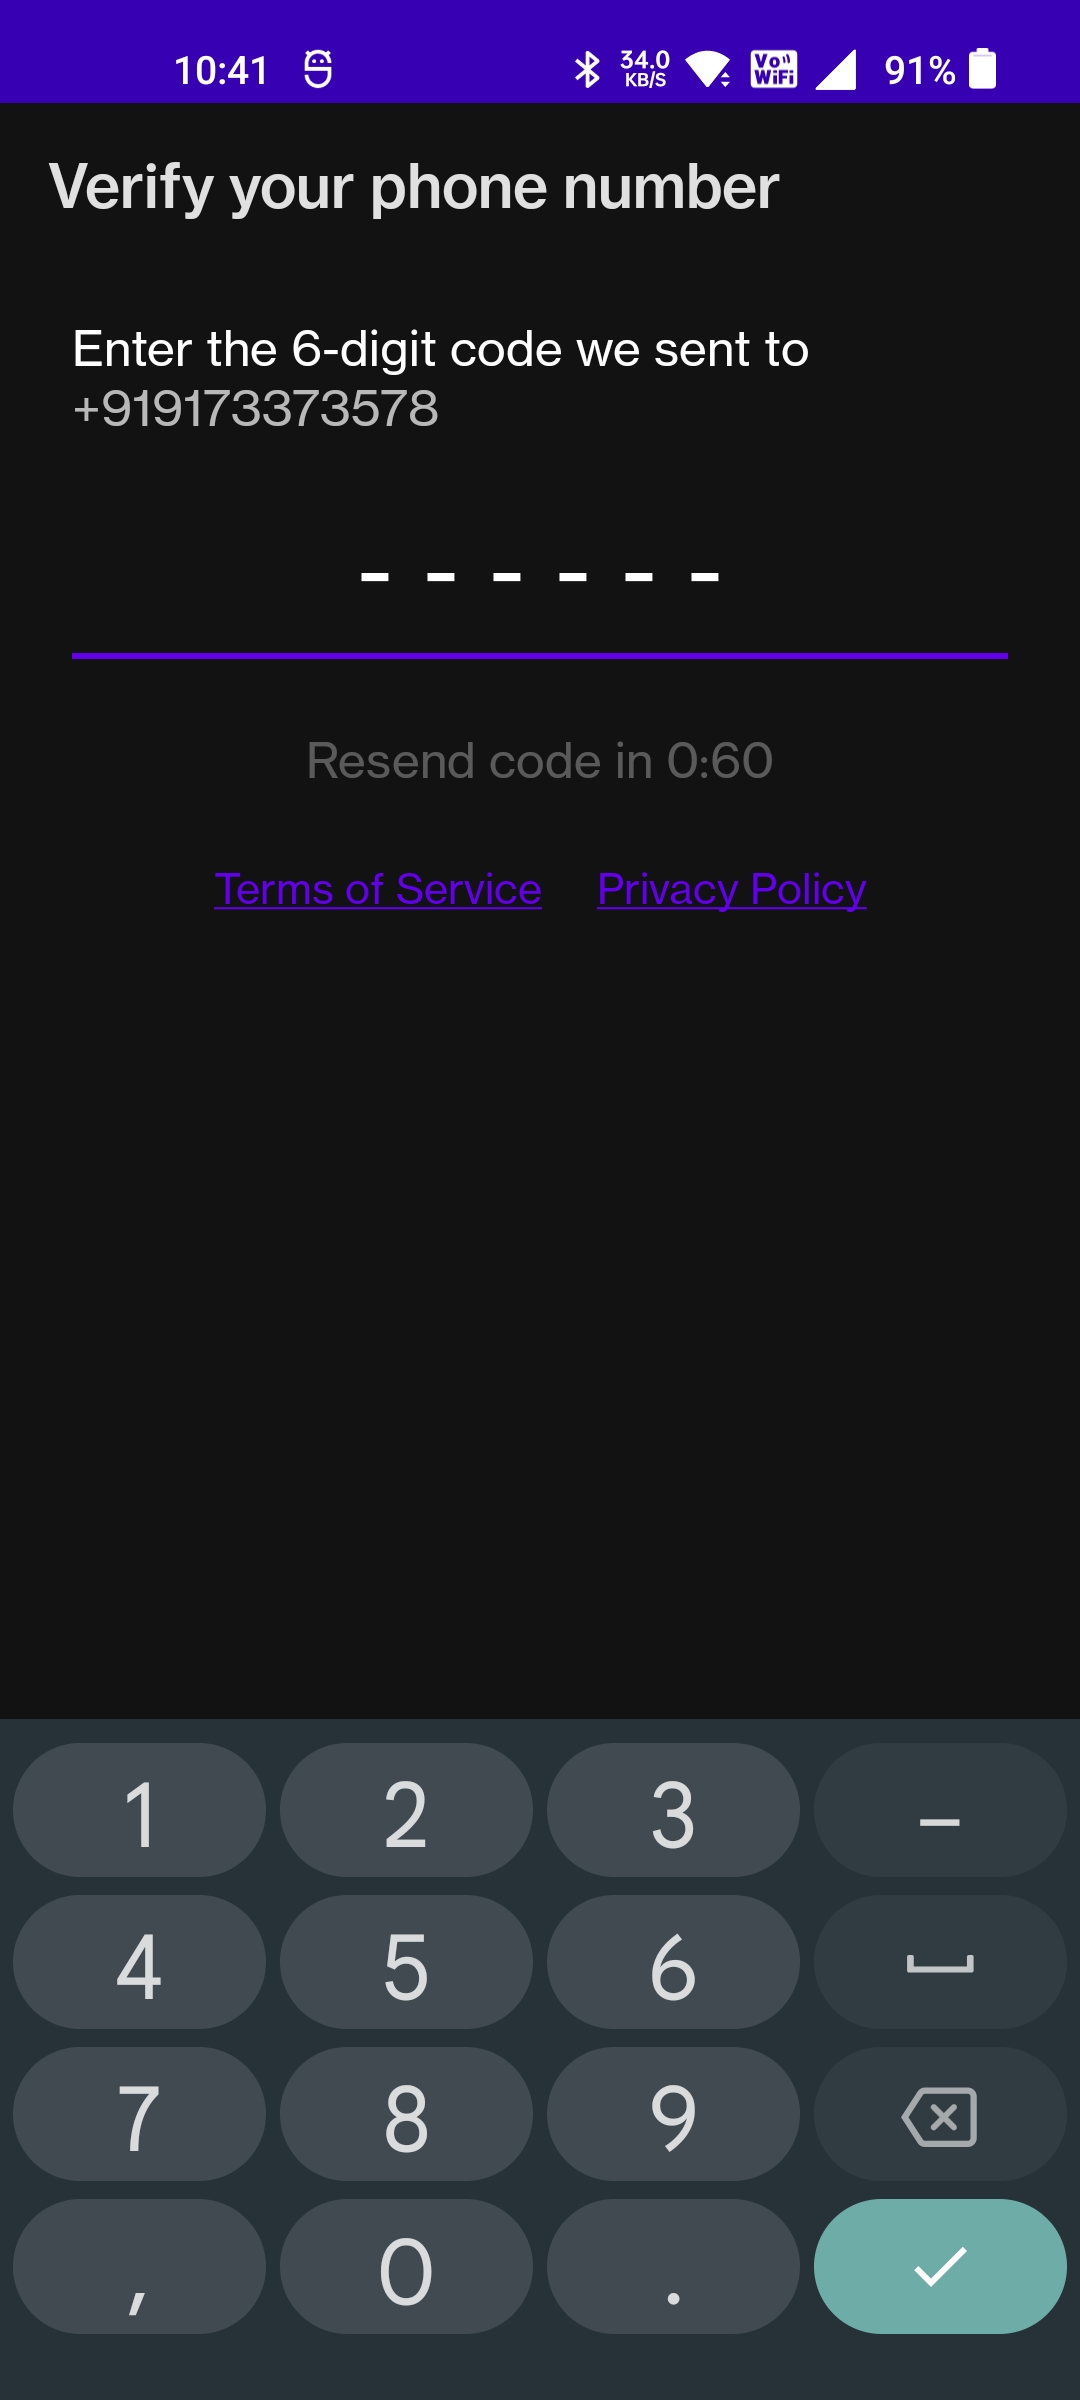 10:41 34.0 KB/S Vo WiFi 91%
Verify your phone number
Enter the 6-digit code we sent to
+919173373578
- - - - - -
Resend code in 0:60
Terms of Service Privacy Policy
1 2 3 –
4 5 6
7 8 9
, 0 .